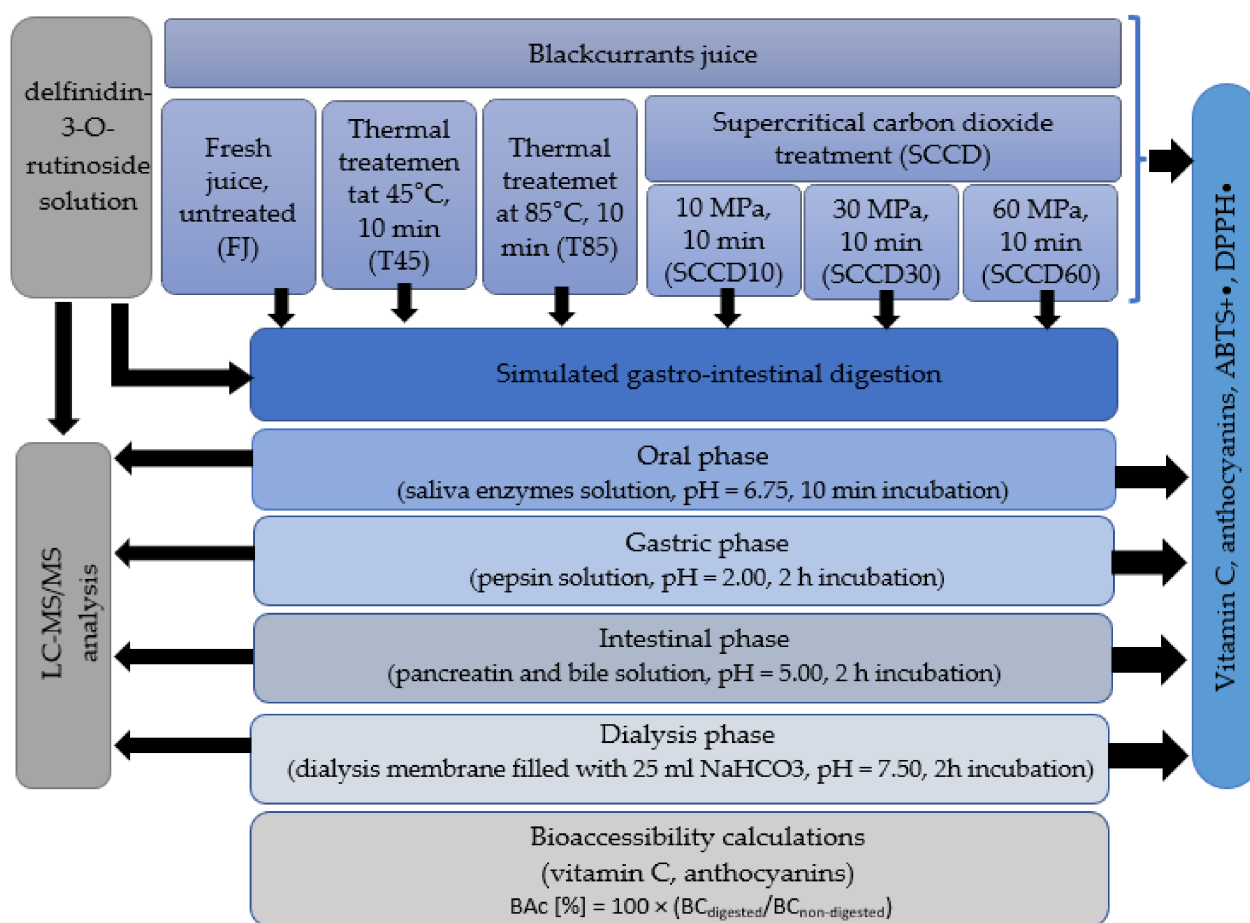 delfinidin-
3-O-
rutinoside
solution
Blackcurrants juice
Fresh
juice,
untreated
(FJ)
Thermal
treatemen
tat 45°C,
10 min
(T45)
Thermal
treatemet
at 85°C, 10
min (T85)
Supercritical carbon dioxide
treatment (SCCD)
10 MPa,
10 min
(SCCD10)
30 MPa,
10 min
(SCCD30)
60 MPa,
10 min
(SCCD60)
Simulated gastro-intestinal digestion
Oral phase
(saliva enzymes solution, pH = 6.75, 10 min incubation)
Gastric phase
(pepsin solution, pH = 2.00, 2 h incubation)
Intestinal phase
(pancreatin and bile solution, pH = 5.00, 2 h incubation)
Dialysis phase
(dialysis membrane filled with 25 ml NaHCO3, pH = 7.50, 2h incubation)
Bioaccessibility calculations
(vitamin C, anthocyanins)
BAc [%] = 100 × (BCdigested/BCnon-digested)
LC-MS/MS
analysis
Vitamin C, anthocyanins, ABTS+•, DPPH•